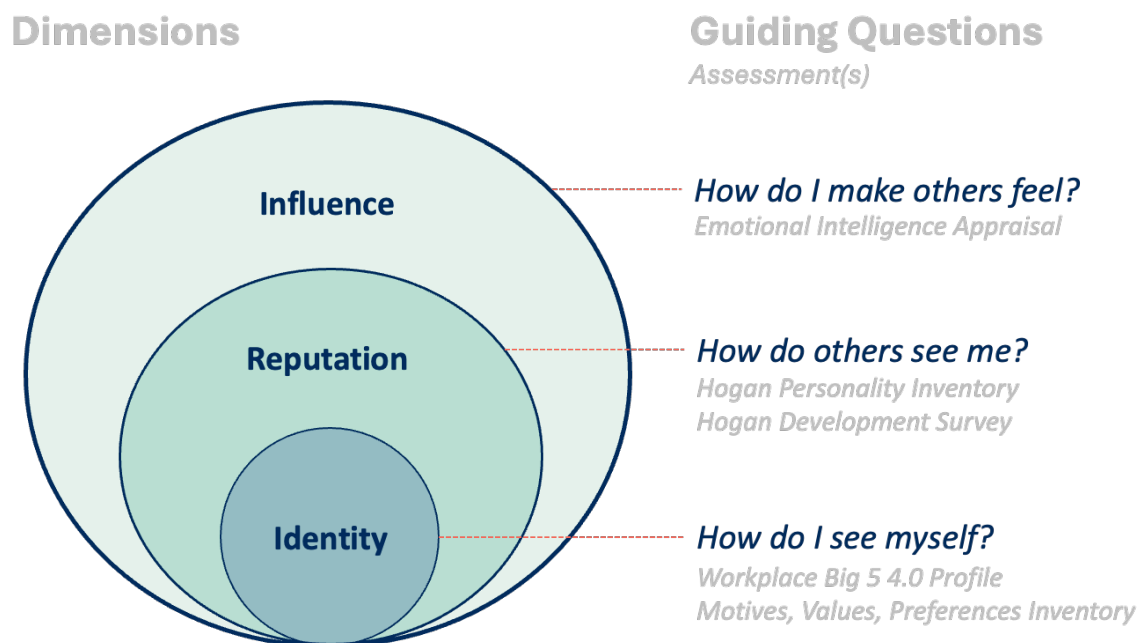 Dimensions
Guiding Questions
Assessment(s)
Influence
How do I make others feel?
Emotional Intelligence Appraisal
Reputation
How do others see me?
Hogan Personality Inventory
Hogan Development Survey
Identity
How do I see myself?
Workplace Big 5 4.0 Profile
Motives, Values, Preferences Inventory